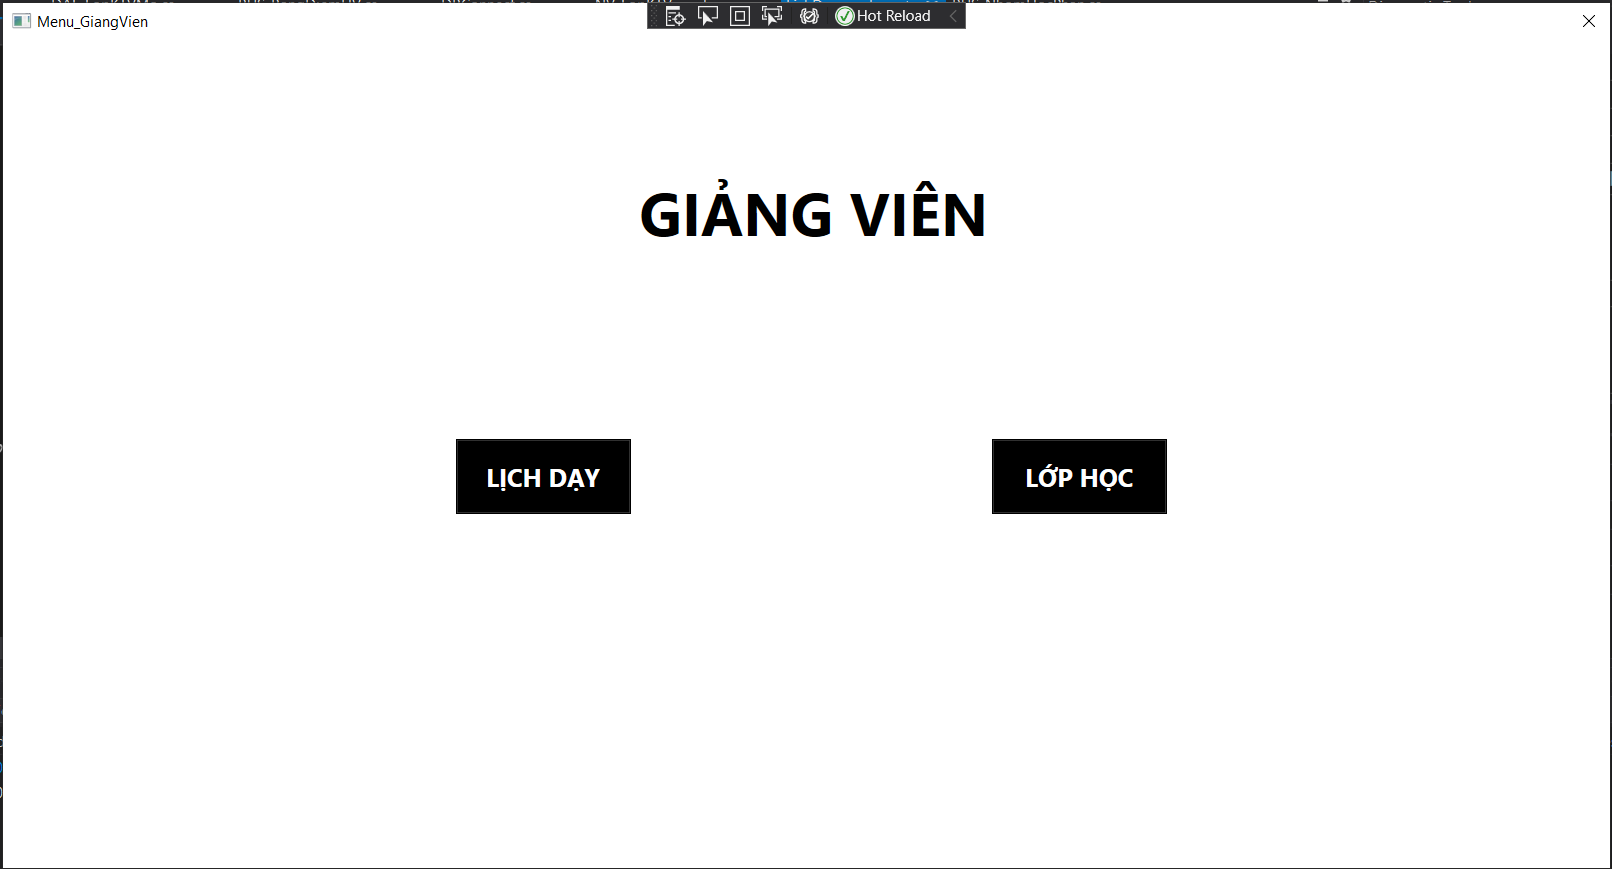 Menu_GiangVien
Hot Reload
GIẢNG VIÊN
LỊCH DẠY
LỚP HỌC